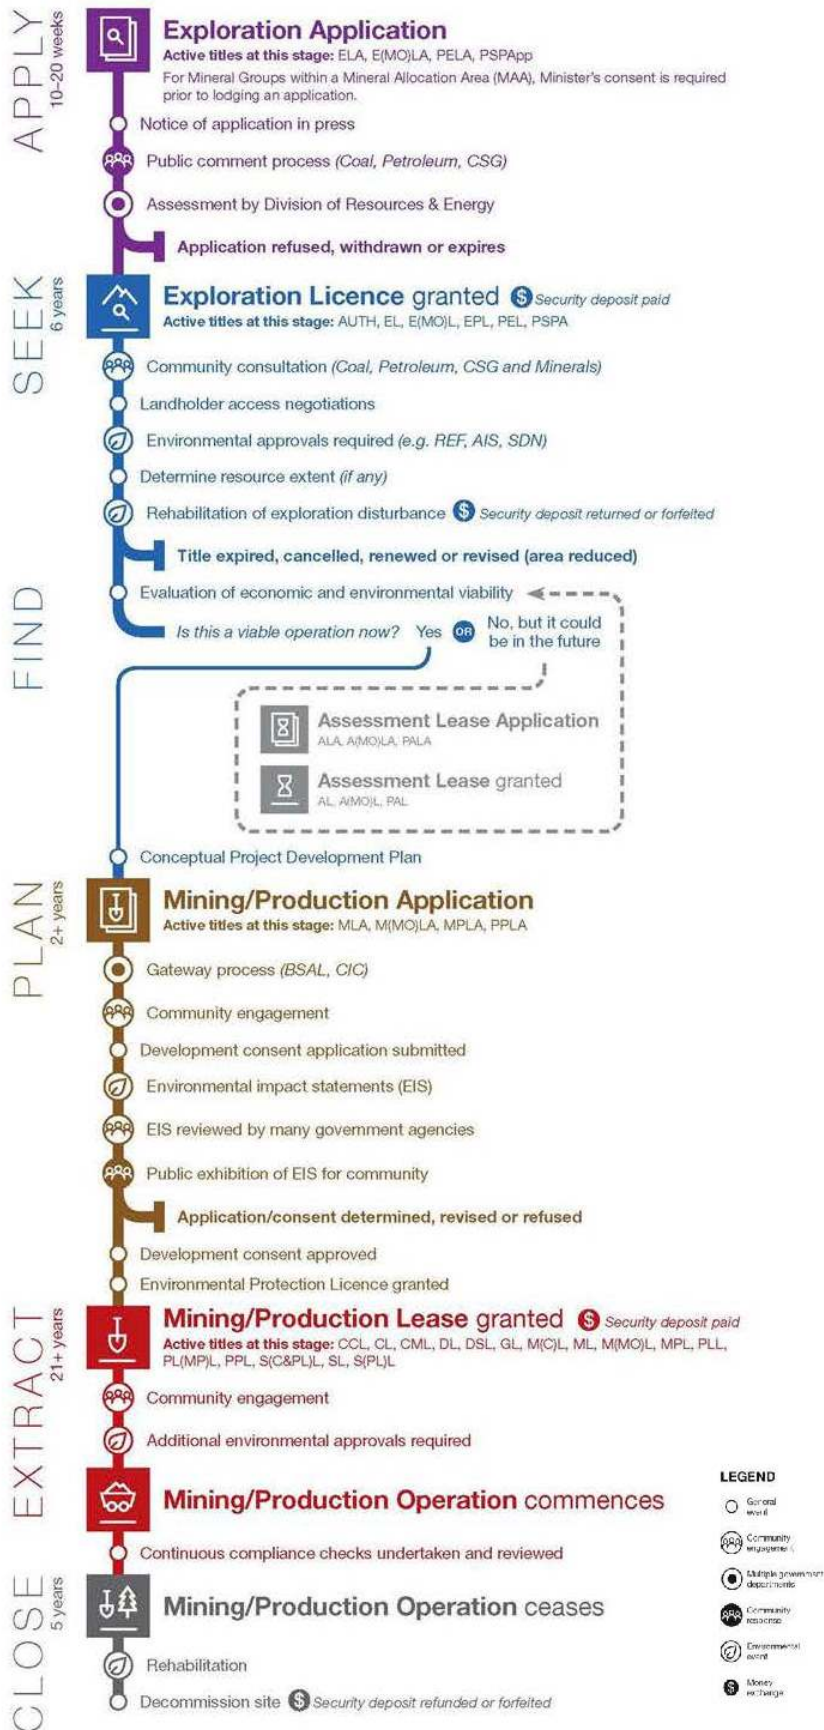 APPLY
10–20 weeks
Exploration Application
Active titles at this stage: ELA, E(MO)LA, PELA, PSPApp
For Mineral Groups within a Mineral Allocation Area (MAA), Minister's consent is required
prior to lodging an application.
Notice of application in press
Public comment process (Coal, Petroleum, CSG)
Assessment by Division of Resources & Energy
Application refused, withdrawn or expires
SEEK
6 years
Exploration Licence granted $ Security deposit paid
Active titles at this stage: AUTH, EL, E(MO)L, EPL, PEL, PSPA
Community consultation (Coal, Petroleum, CSG and Minerals)
Landholder access negotiations
Environmental approvals required (e.g. REF, AIS, SDN)
Determine resource extent (if any)
Rehabilitation of exploration disturbance $ Security deposit returned or forfeited
Title expired, cancelled, renewed or revised (area reduced)
FIND
Evaluation of economic and environmental viability
Is this a viable operation now? Yes OR No, but it could
be in the future
Assessment Lease Application
ALA, A(MO)LA, PALA
Assessment Lease granted
AL, A(MO)L, PAL
Conceptual Project Development Plan
PLAN
2+ years
Mining/Production Application
Active titles at this stage: MLA, M(MO)LA, MPLA, PPLA
Gateway process (BSAL, CIC)
Community engagement
Development consent application submitted
Environmental impact statements (EIS)
EIS reviewed by many government agencies
Public exhibition of EIS for community
Application/consent determined, revised or refused
Development consent approved
Environmental Protection Licence granted
EXTRACT
21+ years
Mining/Production Lease granted $ Security deposit paid
Active titles at this stage: CCL, CL, CML, DL, DSL, GL, M(C)L, ML, M(MO)L, MPL, PLL,
PL(MP)L, PPL, S(C&PL)L, SL, S(PL)L
Community engagement
Additional environmental approvals required
Mining/Production Operation commences
Continuous compliance checks undertaken and reviewed
CLOSE
5 years
Mining/Production Operation ceases
Rehabilitation
Decommission site $ Security deposit refunded or forfeited
LEGEND
General
event
Community
engagement
Multiple government
departments
Community
response
Environmental
event
$ Money
exchange